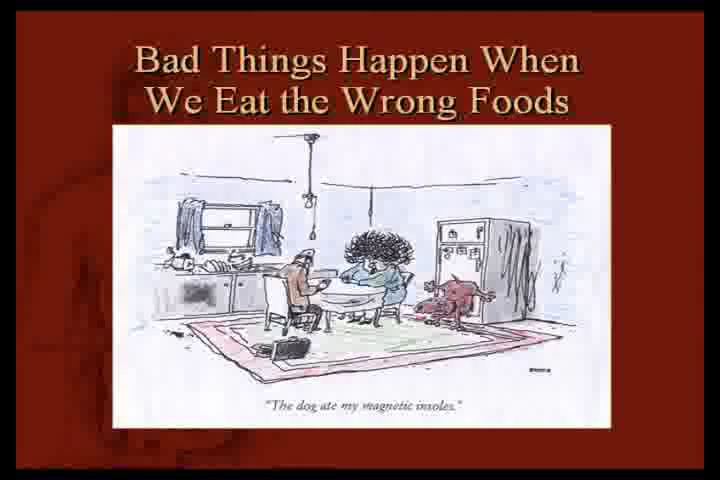 Bad Things Happen When
We Eat the Wrong Foods
"The dog ate my magnetic insoles."